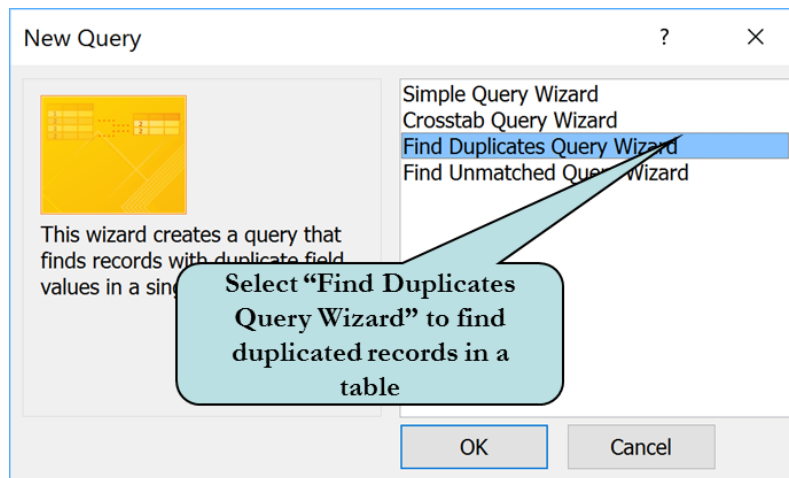 New Query
?
×
This wizard creates a query that
finds records with duplicate field
values in a
Simple Query Wizard
Crosstab Query Wizard
Find Duplicates Query Wizard
Find Unmatched Query Wizard
Select “Find Duplicates
Query Wizard” to find
duplicated records in a
table
OK
Cancel